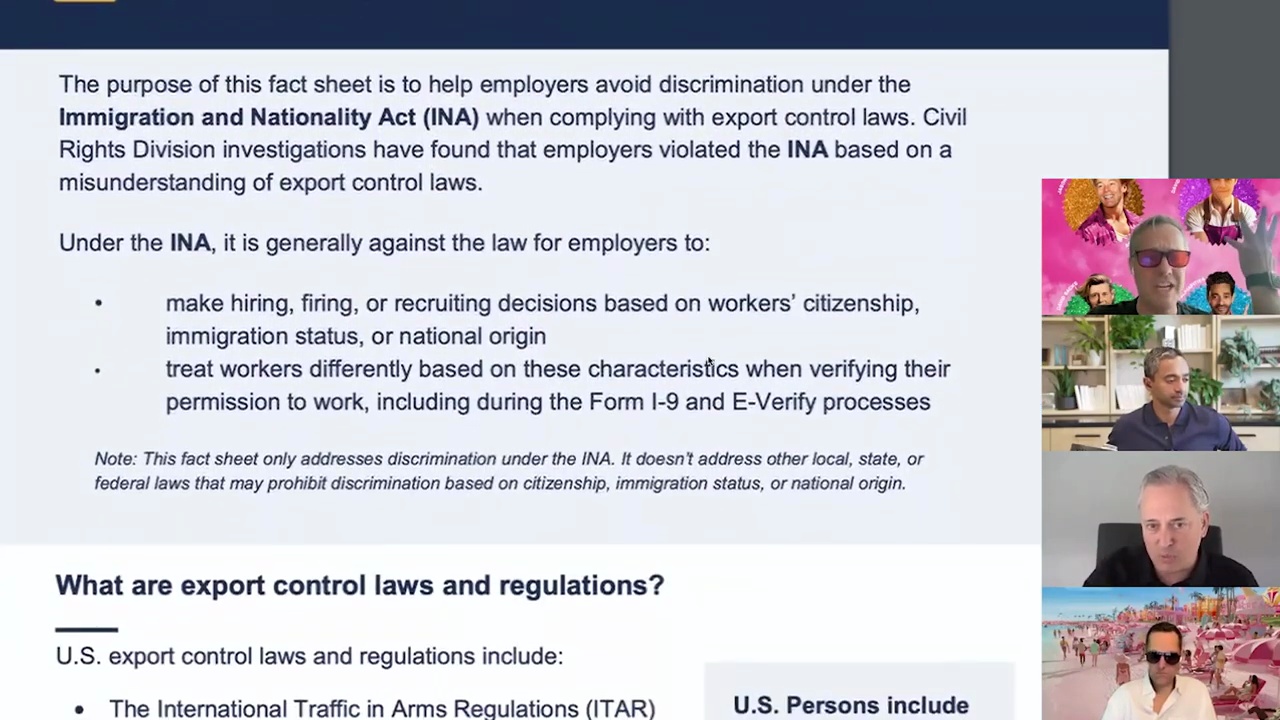 The purpose of this fact sheet is to help employers avoid discrimination under the
Immigration and Nationality Act (INA) when complying with export control laws. Civil
Rights Division investigations have found that employers violated the INA based on a
misunderstanding of export control laws.
Under the INA, it is generally against the law for employers to:
• make hiring, firing, or recruiting decisions based on workers’ citizenship,
immigration status, or national origin
• treat workers differently based on these characteristics when verifying their
permission to work, including during the Form I-9 and E-Verify processes
Note: This fact sheet only addresses discrimination under the INA. It doesn’t address other local, state, or
federal laws that may prohibit discrimination based on citizenship, immigration status, or national origin.
What are export control laws and regulations?
U.S. export control laws and regulations include:
• The International Traffic in Arms Regulations (ITAR)
U.S. Persons include